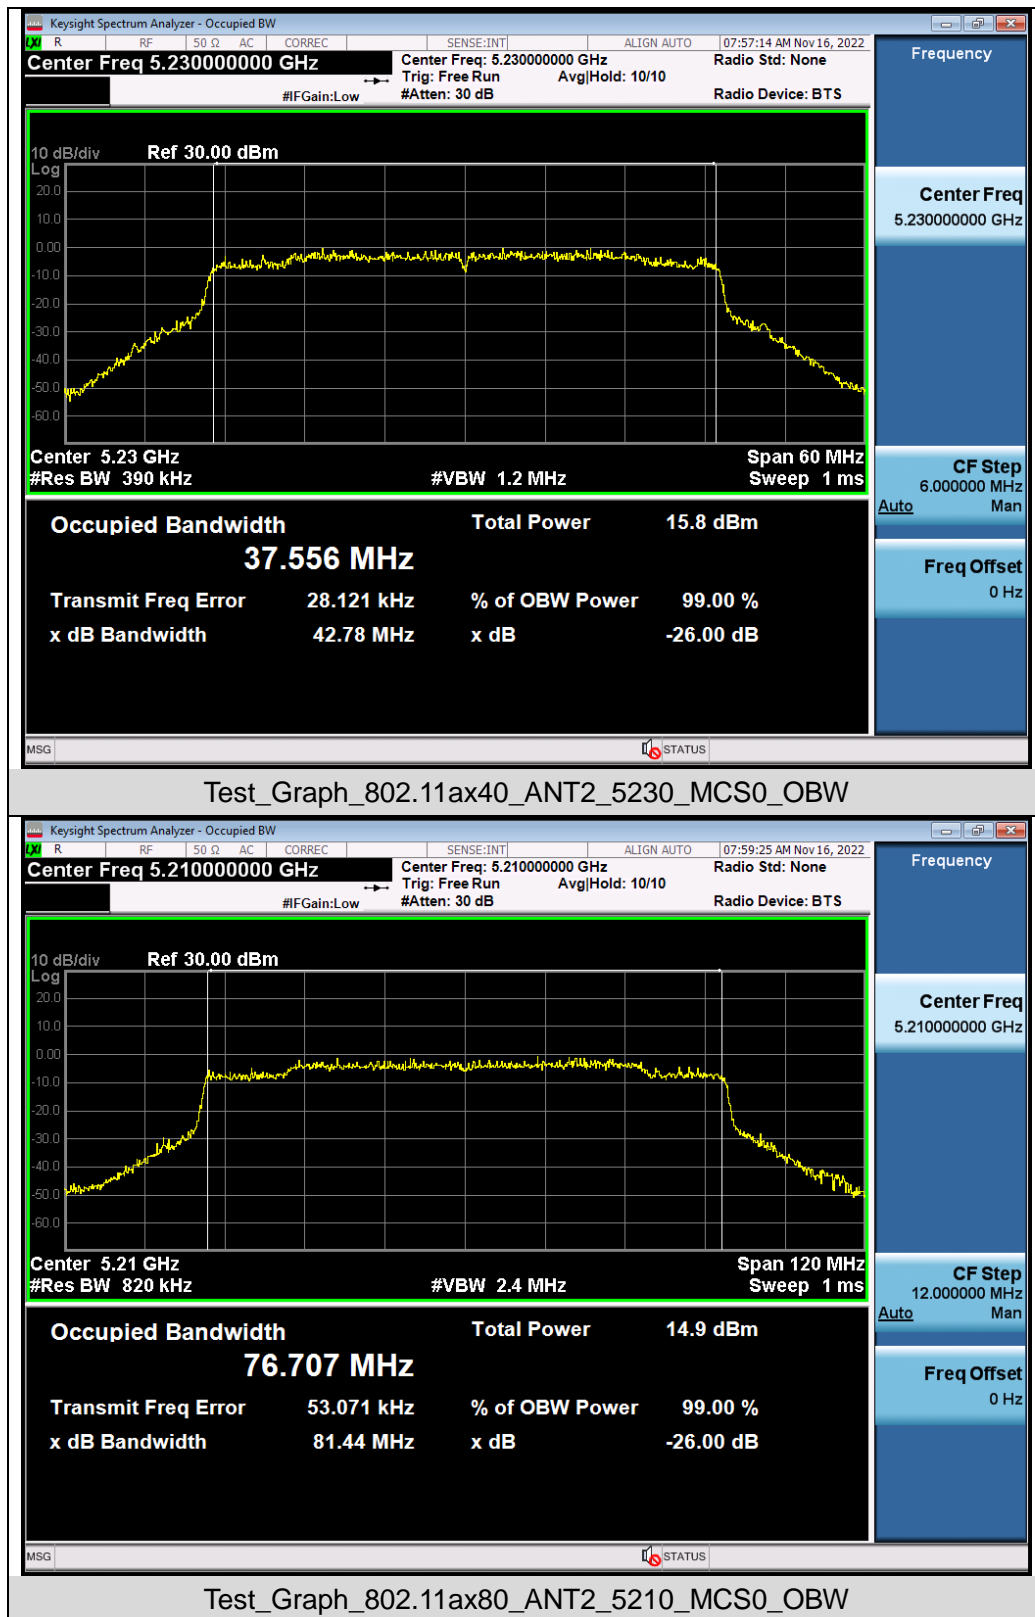 Keysight Spectrum Analyzer - Occupied BW
LXI R RF 50 Ω AC CORREC SENSE:INT ALIGN AUTO 07:57:14 AM Nov 16, 2022
Center Freq 5.230000000 GHz
Center Freq: 5.230000000 GHz
Radio Std: None
Trig: Free Run Avg|Hold: 10/10
#IFGain:Low
#Atten: 30 dB
Radio Device: BTS
Frequency
10 dB/div Ref 30.00 dBm
Log
20.0
10.0
0.00
-10.0
-20.0
-30.0
-40.0
-50.0
-60.0
Center Freq
5.230000000 GHz
Center 5.23 GHz Span 60 MHz
#Res BW 390 kHz #VBW 1.2 MHz Sweep 1 ms
CF Step
6.000000 MHz
Auto Man
Occupied Bandwidth Total Power 15.8 dBm
37.556 MHz
Transmit Freq Error 28.121 kHz % of OBW Power 99.00 %
x dB Bandwidth 42.78 MHz x dB -26.00 dB
Freq Offset
0 Hz
MSG STATUS
Test_Graph_802.11ax40_ANT2_5230_MCS0_OBW
Keysight Spectrum Analyzer - Occupied BW
LXI R RF 50 Ω AC CORREC SENSE:INT ALIGN AUTO 07:59:25 AM Nov 16, 2022
Center Freq 5.210000000 GHz
Center Freq: 5.210000000 GHz
Radio Std: None
Trig: Free Run Avg|Hold: 10/10
#IFGain:Low
#Atten: 30 dB
Radio Device: BTS
Frequency
10 dB/div Ref 30.00 dBm
Log
20.0
10.0
0.00
-10.0
-20.0
-30.0
-40.0
-50.0
-60.0
Center Freq
5.210000000 GHz
Center 5.21 GHz Span 120 MHz
#Res BW 820 kHz #VBW 2.4 MHz Sweep 1 ms
CF Step
12.000000 MHz
Auto Man
Occupied Bandwidth Total Power 14.9 dBm
76.707 MHz
Transmit Freq Error 53.071 kHz % of OBW Power 99.00 %
x dB Bandwidth 81.44 MHz x dB -26.00 dB
Freq Offset
0 Hz
MSG STATUS
Test_Graph_802.11ax80_ANT2_5210_MCS0_OBW